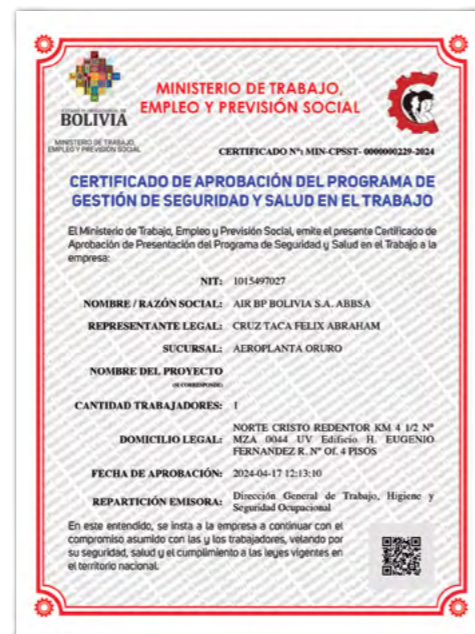 ESTADO PLURINACIONAL DE
BOLIVIA
MINISTERIO DE TRABAJO,
EMPLEO Y PREVISIÓN SOCIAL
MINISTERIO DE TRABAJO,
EMPLEO Y PREVISIÓN SOCIAL
CERTIFICADO Nº: MIN-CPSST- 0000000229-2024
CERTIFICADO DE APROBACIÓN DEL PROGRAMA DE
GESTIÓN DE SEGURIDAD Y SALUD EN EL TRABAJO
El Ministerio de Trabajo, Empleo y Previsión Social, emite el presente Certificado de
Aprobación de Presentación del Programa de Seguridad y Salud en el Trabajo a la
empresa:
NIT: 1015497027
NOMBRE / RAZÓN SOCIAL: AIR BP BOLIVIA S.A. ABBSA
REPRESENTANTE LEGAL: CRUZ TACA FELIX ABRAHAM
SUCURSAL: AEROPLANTA ORURO
NOMBRE DEL PROYECTO
(SI CORRESPONDE)
CANTIDAD TRABAJADORES: 1
DOMICILIO LEGAL: NORTE CRISTO REDENTOR KM 4 1/2 Nº
MZA 0044 UV Edificio H. EUGENIO
FERNANDEZ R. Nº Of. 4 PISOS
FECHA DE APROBACIÓN: 2024-04-17 12:13:10
REPARTICIÓN EMISORA: Dirección General de Trabajo, Higiene y
Seguridad Ocupacional
En este entendido, se insta a la empresa a continuar con el
compromiso asumido con las y los trabajadores, velando por
su seguridad, salud y el cumplimiento a las leyes vigentes en
el territorio nacional.